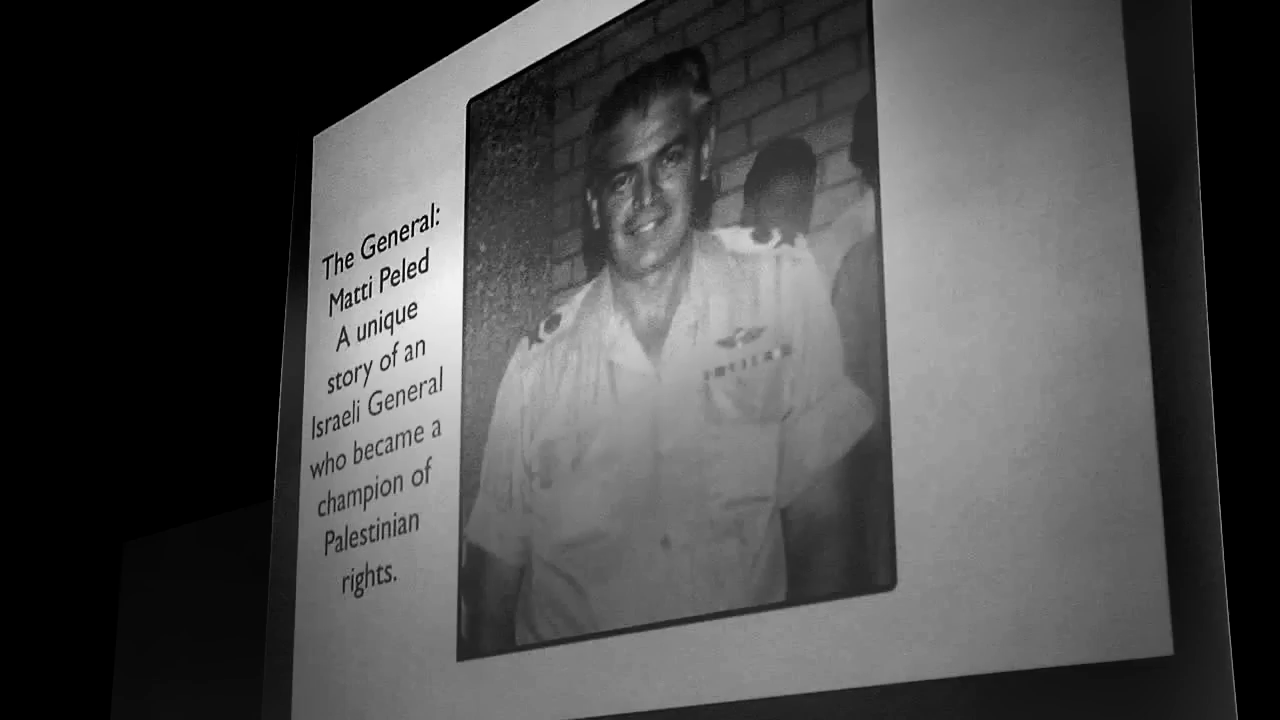 The General:
Matti Peled
A unique
story of an
Israeli General
who became a
champion of
Palestinian
rights.